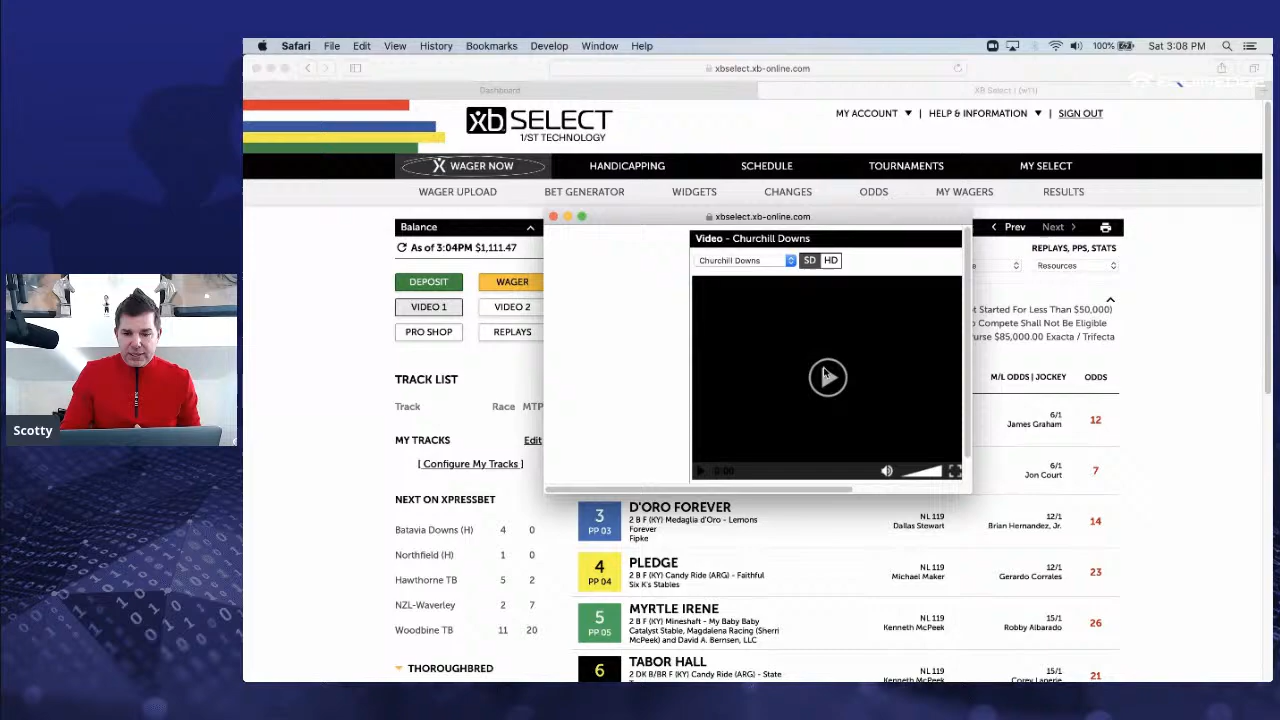 Safari File Edit View History Bookmarks Develop Window Help
100% Sat 3:08 PM
xbselect.xb-online.com
Dashboard
XB Select | (w11)
xb SELECT
1/ST TECHNOLOGY
MY ACCOUNT | HELP & INFORMATION | SIGN OUT
X WAGER NOW HANDICAPPING SCHEDULE TOURNAMENTS MY SELECT
WAGER UPLOAD BET GENERATOR WIDGETS CHANGES ODDS MY WAGERS RESULTS
xbselect.xb-online.com
Balance
Prev Next
Video - Churchill Downs
As of 3:04PM $1,111.47
REPLAYS, PPS, STATS
Churchill Downs SD HD
e Resources
DEPOSIT WAGER
VIDEO 1 VIDEO 2
PRO SHOP REPLAYS
t Started For Less Than $50,000)
o Compete Shall Not Be Eligible
urse $85,000.00 Exacta / Trifecta
TRACK LIST
M/L ODDS | JOCKEY ODDS
Track Race MTP
6/1
James Graham
12
MY TRACKS Edit
[ Configure My Tracks ]
6/1
Jon Court
7
0:00
NEXT ON XPRESSBET
Batavia Downs (H) 4 0
Northfield (H) 1 0
Hawthorne TB 5 2
NZL-Waverley 2 7
Woodbine TB 11 20
THOROUGHBRED
3
PP 03
D'ORO FOREVER
2 B F (KY) Medaglia d'Oro - Lemons
Forever
Fipke
NL 119
Dallas Stewart
12/1
Brian Hernandez, Jr.
14
4
PP 04
PLEDGE
2 B F (KY) Candy Ride (ARG) - Faithful
Six K's Stables
NL 119
Michael Maker
12/1
Gerardo Corrales
23
5
PP 05
MYRTLE IRENE
2 B F (KY) Mineshaft - My Baby Baby
Catalyst Stable, Magdalena Racing (Sherri
McPeek) and David A. Bernsen, LLC
NL 119
Kenneth McPeek
15/1
Robby Albarado
26
6
TABOR HALL
2 DK B/BR F (KY) Candy Ride (ARG) - State
NL 119
Kenneth McPeek
15/1
Corey Lanerie
21
Scotty